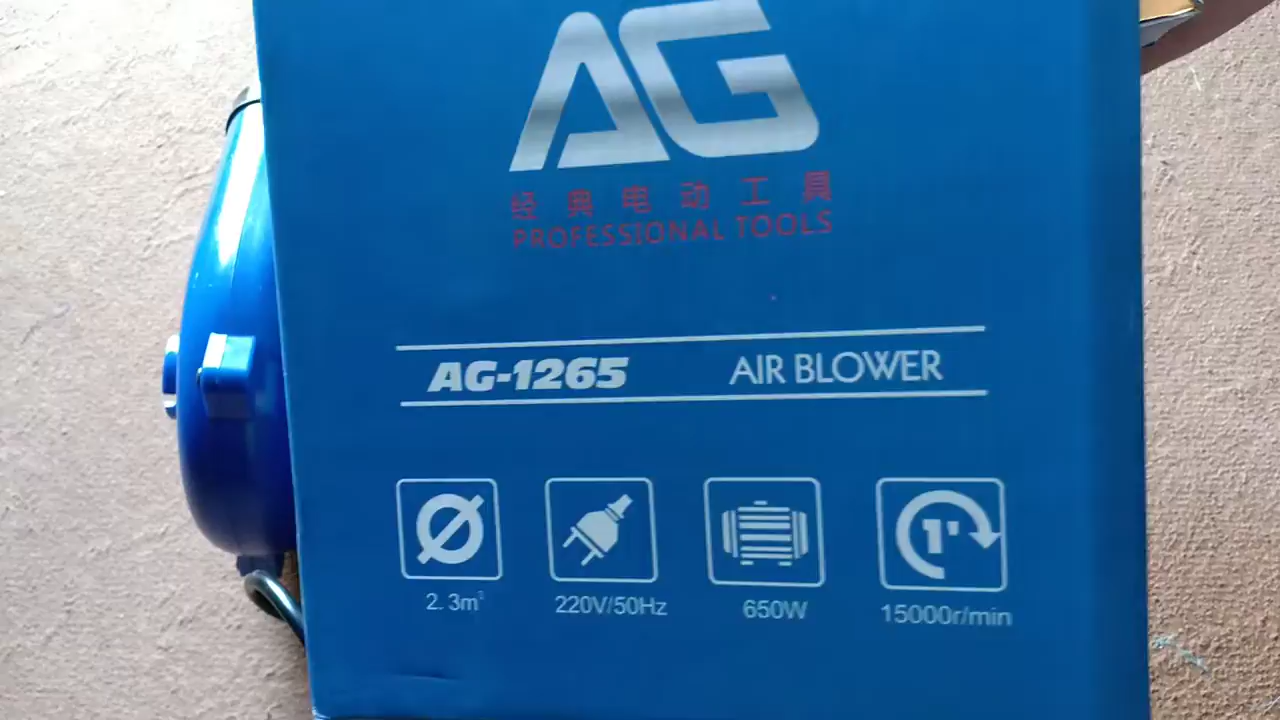 AG
经典电动工具
PROFESSIONAL TOOLS
AG-1265 AIR BLOWER
1'
2.3m³ 220V/50Hz 650W 15000r/min